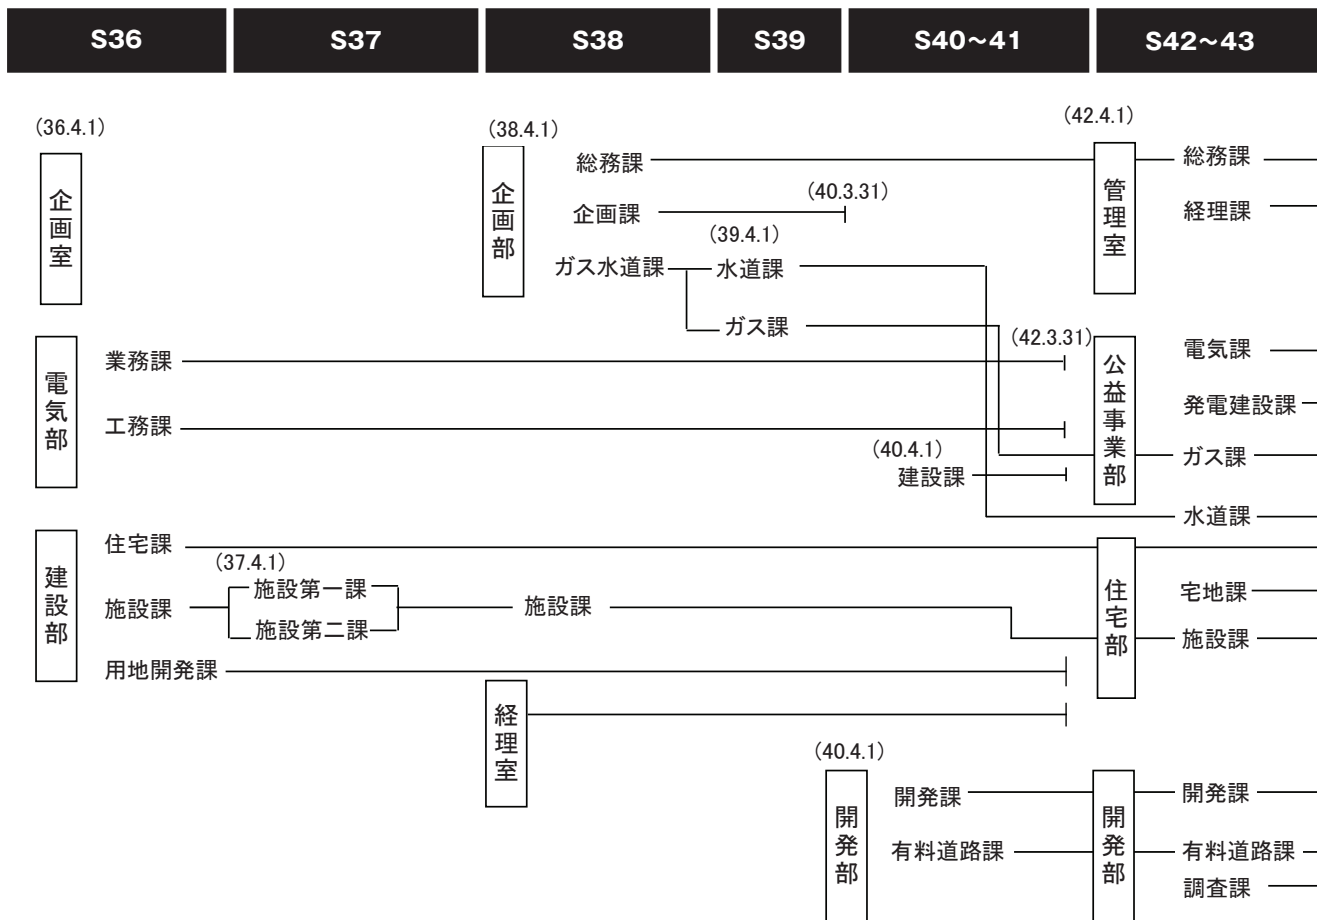 S36
S37
S38
S39
S40～41
S42～43
(36.4.1)
企画室
(38.4.1)
企画部
総務課
(40.3.31)
企画課
(39.4.1)
ガス水道課
水道課
ガス課
(42.4.1)
管理室
総務課
経理課
電気部
業務課
工務課
(42.3.31)
(40.4.1)
建設課
公益事業部
電気課
発電建設課
ガス課
水道課
建設部
住宅課
(37.4.1)
施設課
施設第一課
施設第二課
施設課
用地開発課
住宅部
宅地課
施設課
経理室
(40.4.1)
開発部
開発課
有料道路課
開発部
開発課
有料道路課
調査課